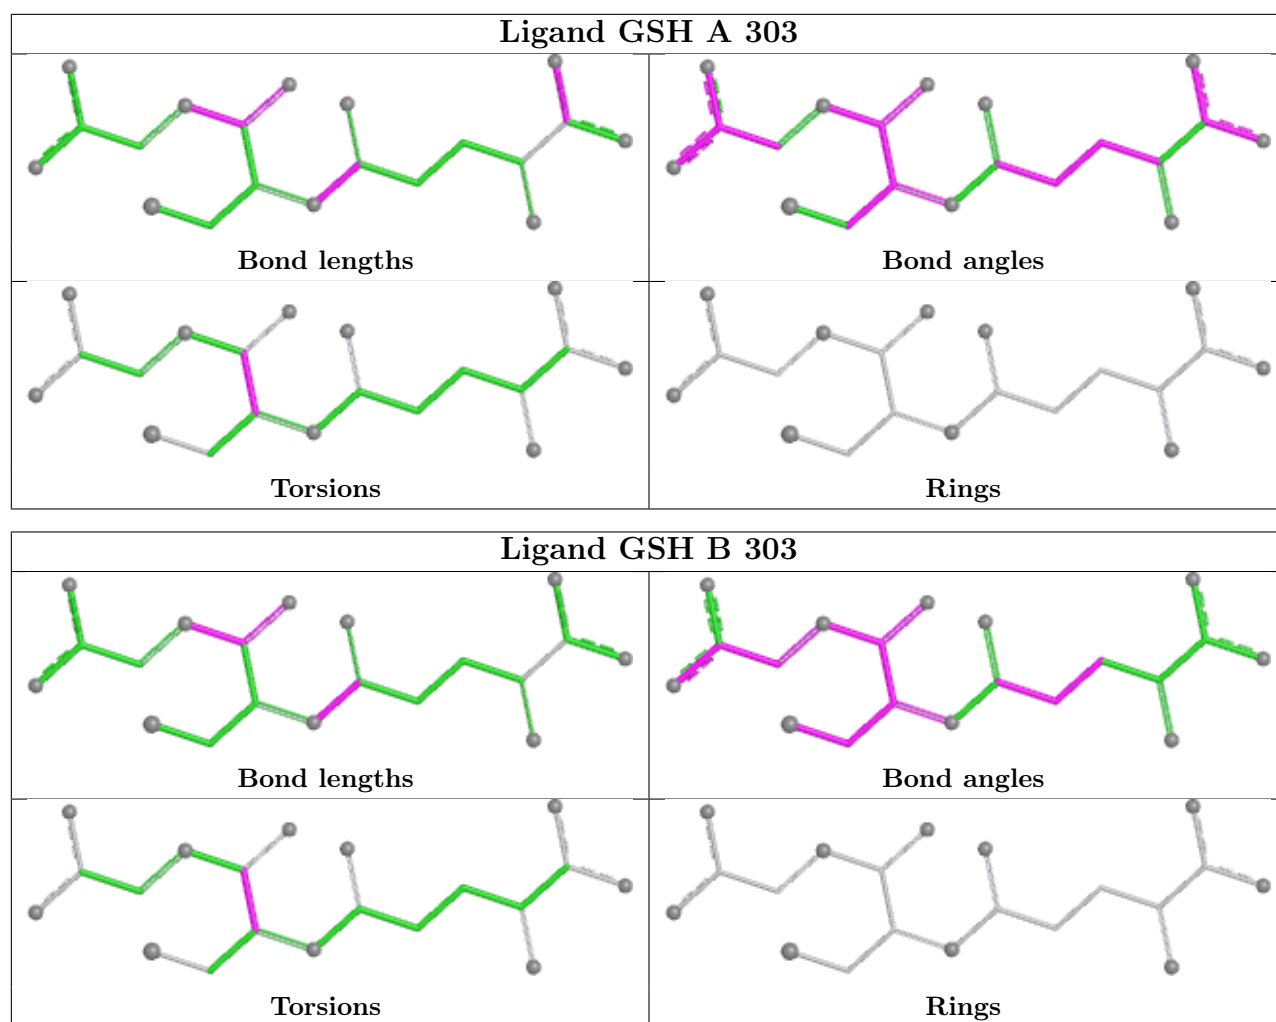 Ligand GSH A 303
Bond lengths
Bond angles
Torsions
Rings
Ligand GSH B 303
Bond lengths
Bond angles
Torsions
Rings